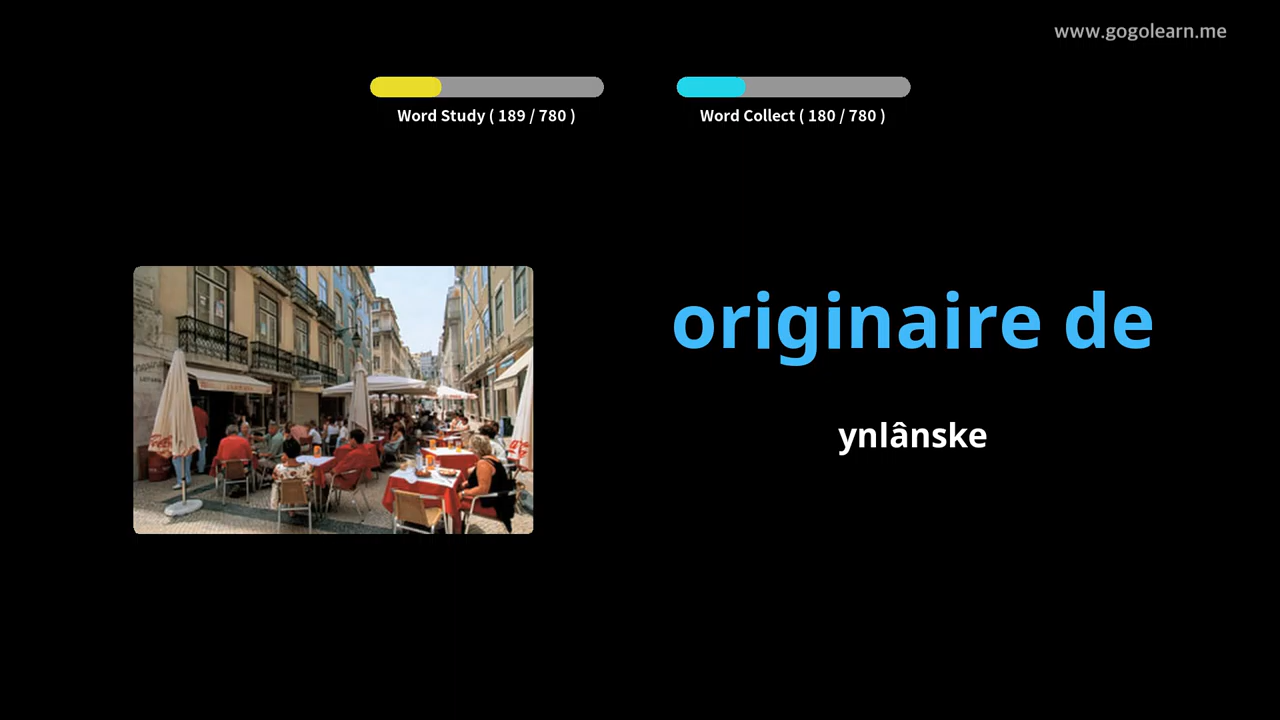 www.gogolearn.me
Word Study ( 189 / 780 )
Word Collect ( 180 / 780 )
originaire de
ynlânske